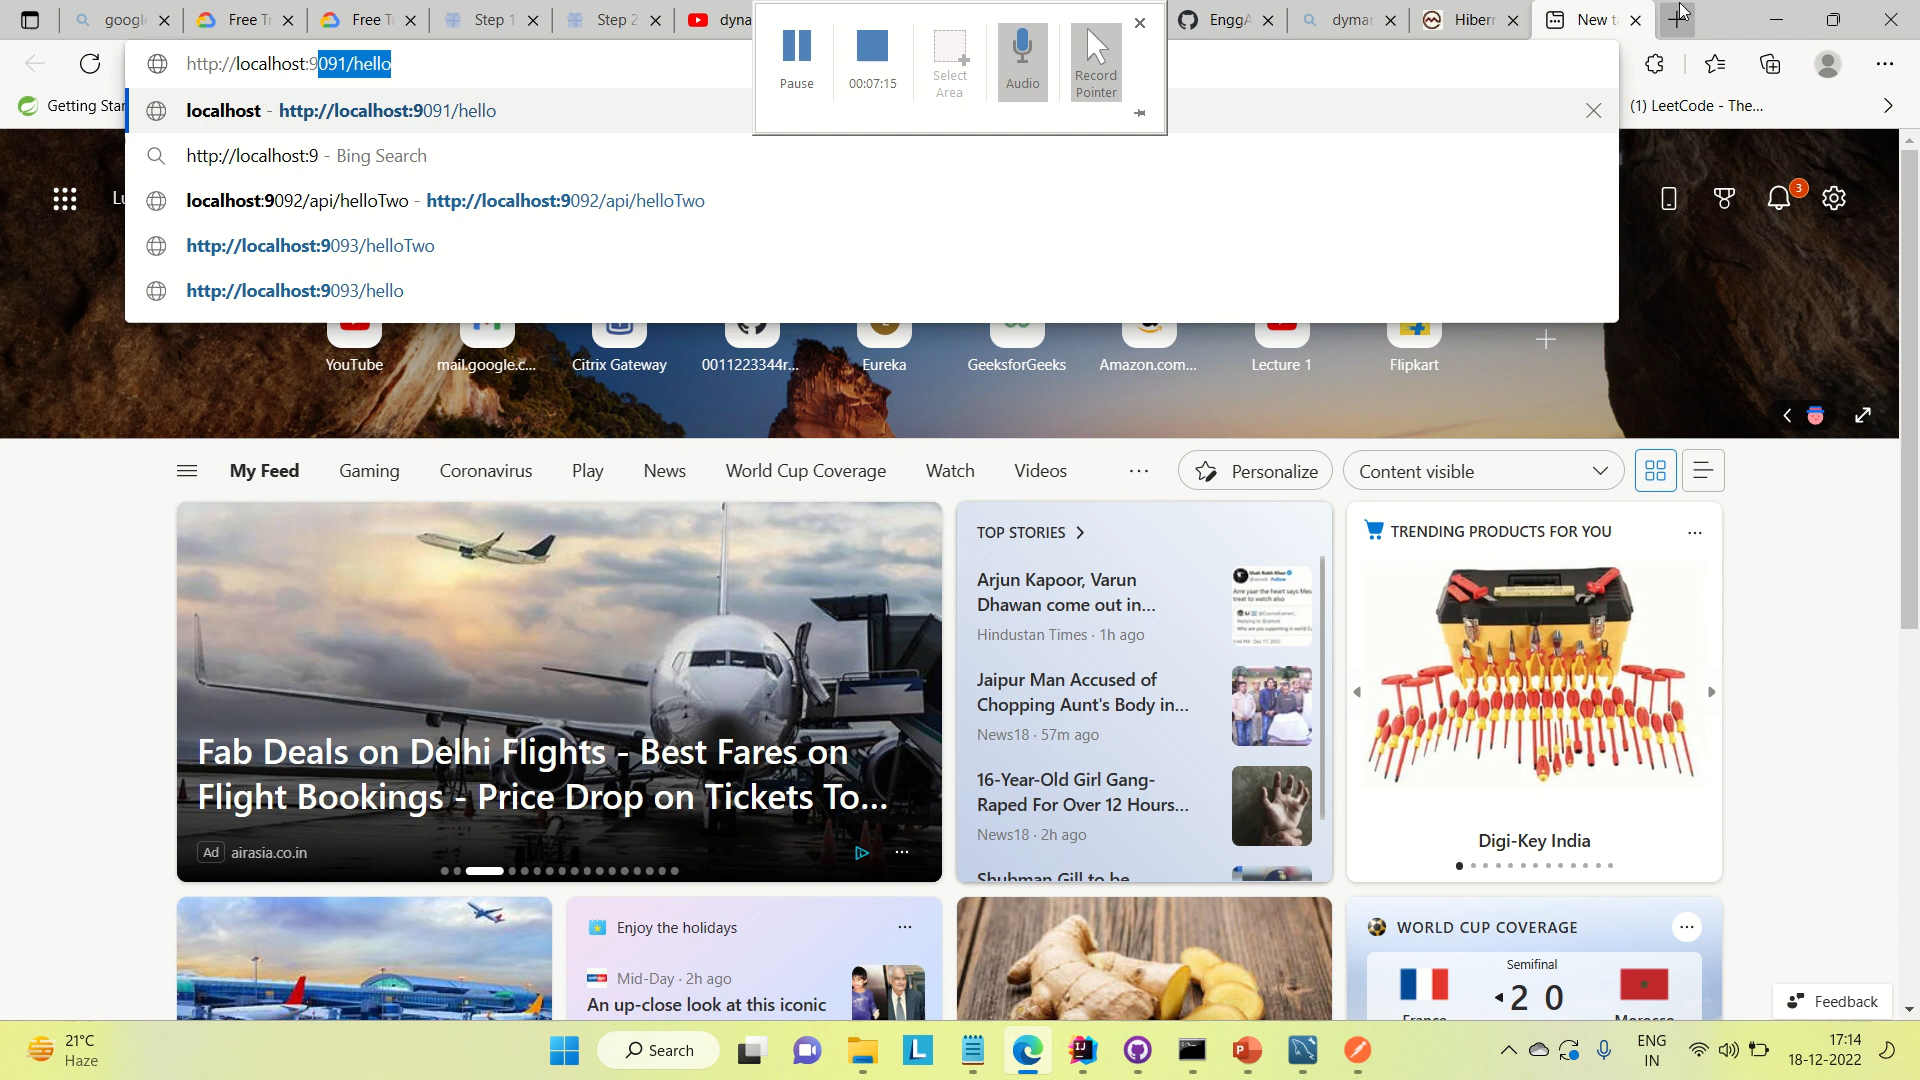 google
Free T
Free T
Step 1
Step 2
dyna
EnggA
dymar
Hiber
New t
Pause
00:07:15
Select Area
Audio
Record Pointer
http://localhost:9091/hello
Getting Star
(1) LeetCode - The...
localhost - http://localhost:9091/hello
http://localhost:9 - Bing Search
localhost:9092/api/helloTwo - http://localhost:9092/api/helloTwo
http://localhost:9093/helloTwo
http://localhost:9093/hello
3
YouTube
mail.google.c...
Citrix Gateway
0011223344r...
Eureka
GeeksforGeeks
Amazon.com...
Lecture 1
Flipkart
My Feed
Gaming
Coronavirus
Play
News
World Cup Coverage
Watch
Videos
...
Personalize
Content visible
Fab Deals on Delhi Flights - Best Fares on
Flight Bookings - Price Drop on Tickets To...
Ad airasia.co.in
TOP STORIES
Arjun Kapoor, Varun
Dhawan come out in...
Hindustan Times · 1h ago
Jaipur Man Accused of
Chopping Aunt's Body in...
News18 · 57m ago
16-Year-Old Girl Gang-
Raped For Over 12 Hours...
News18 · 2h ago
Shubman Gill to be
TRENDING PRODUCTS FOR YOU
Digi-Key India
Enjoy the holidays
Mid-Day · 2h ago
An up-close look at this iconic
WORLD CUP COVERAGE
Semifinal
2 0
France
Morocco
Feedback
21°C
Haze
Search
ENG
IN
17:14
18-12-2022